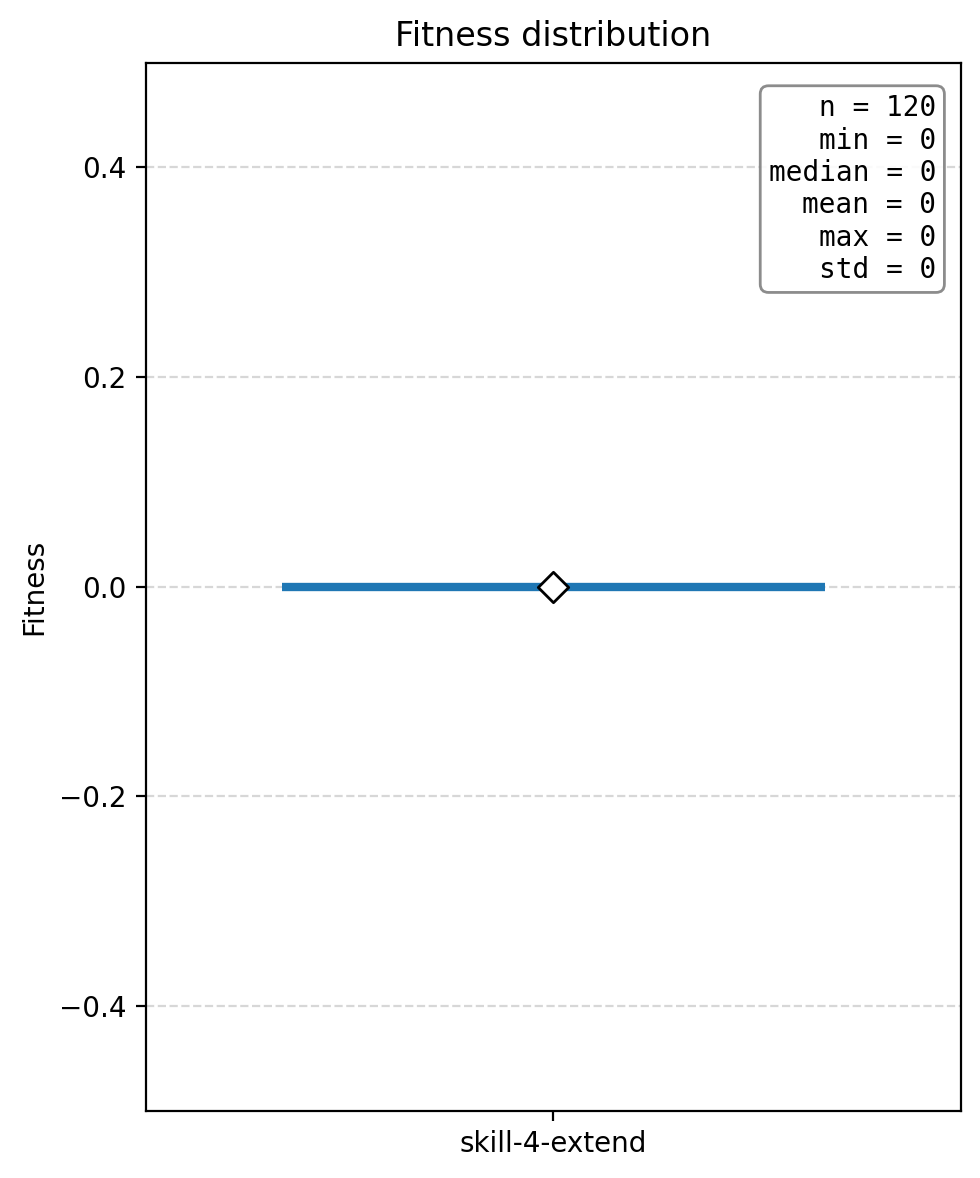 Fitness distribution
n = 120
min = 0
median = 0
mean = 0
max = 0
std = 0
0.4
0.2
0.0
−0.2
−0.4
Fitness
skill-4-extend